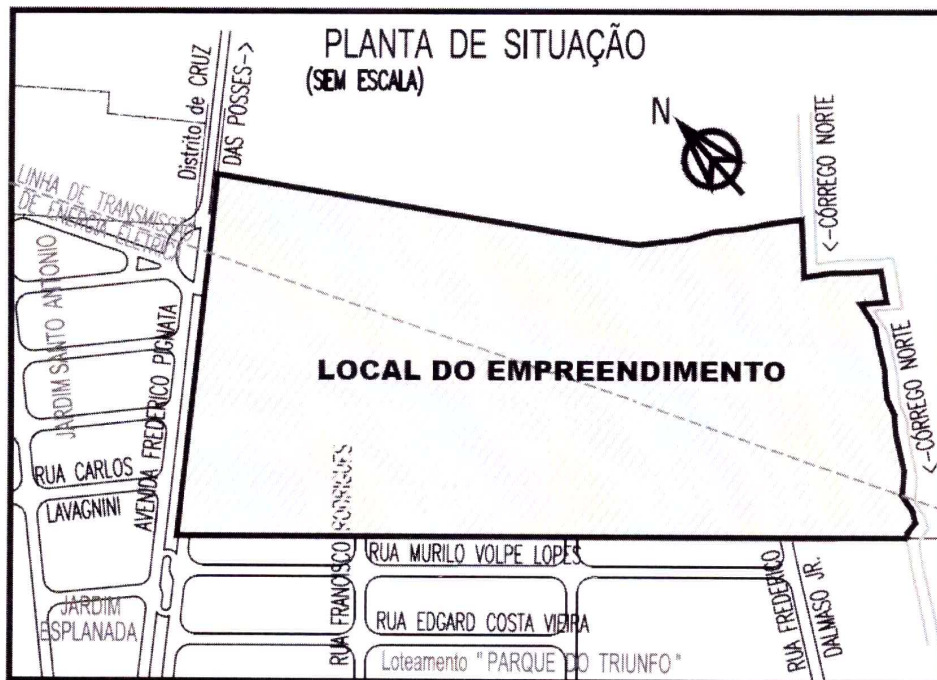 PLANTA DE SITUAÇÃO
(SEM ESCALA)
Distrito de CRUZ
DAS POSSES->
N
<-CÓRREGO NORTE
LINHA DE TRANSMISSÃO
DE ENERGIA ELÉTRICA
JARDIM SANTO ANTONIO
AVENIDA FREDERICO PIGNATA
LOCAL DO EMPREENDIMENTO
<-CÓRREGO NORTE
RUA CARLOS
LAVAGNINI
RUA FRANCISCO RODRIGUES
RUA MURILO VOLPE LOPES
RUA EDGARD COSTA VIEIRA
RUA FREDERICO
DALMASO JR.
JARDIM
ESPLANADA
Loteamento "PARQUE DO TRIUNFO"